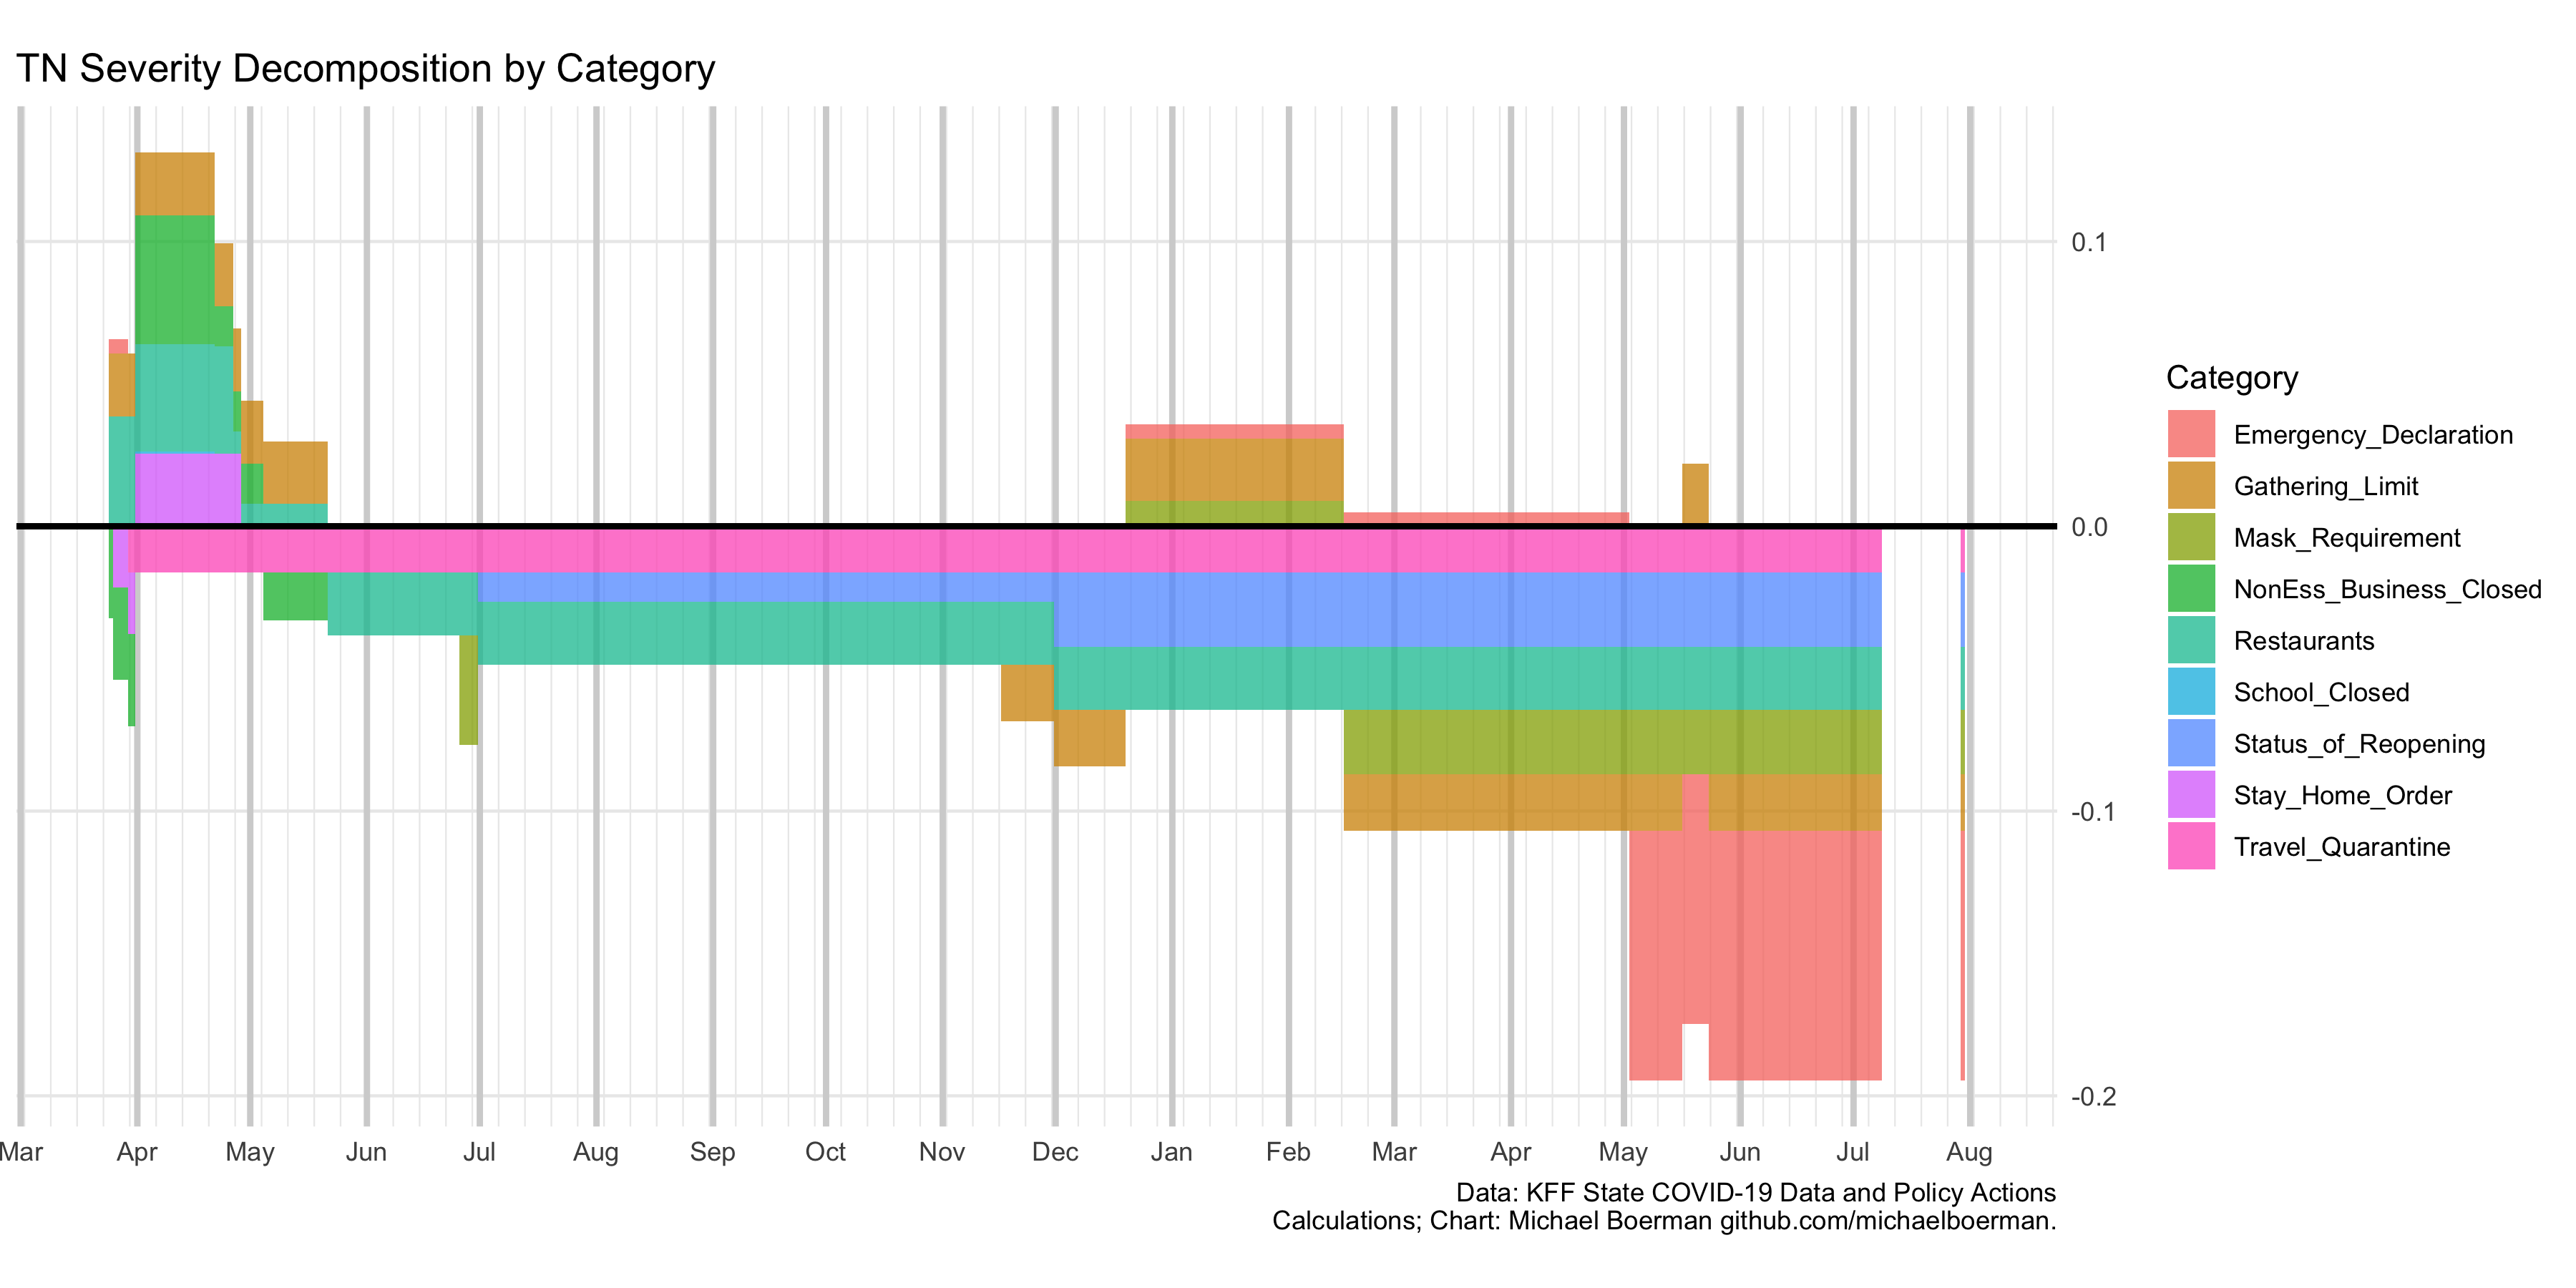 TN Severity Decomposition by Category
0.1
0.0
-0.1
-0.2
Mar Apr May Jun Jul Aug Sep Oct Nov Dec Jan Feb Mar Apr May Jun Jul Aug
Category
Emergency_Declaration
Gathering_Limit
Mask_Requirement
NonEss_Business_Closed
Restaurants
School_Closed
Status_of_Reopening
Stay_Home_Order
Travel_Quarantine
Data: KFF State COVID-19 Data and Policy Actions
Calculations; Chart: Michael Boerman github.com/michaelboerman.